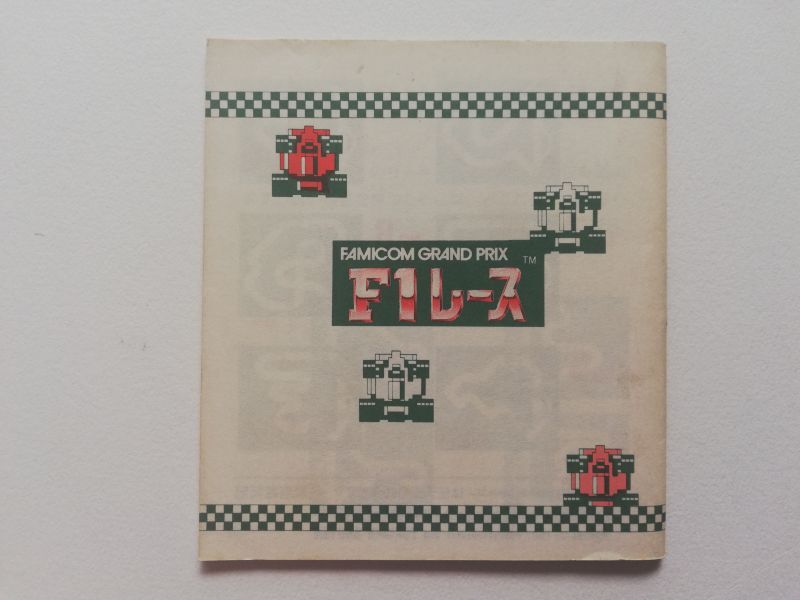 FAMICOM GRAND PRIX
F1レース TM